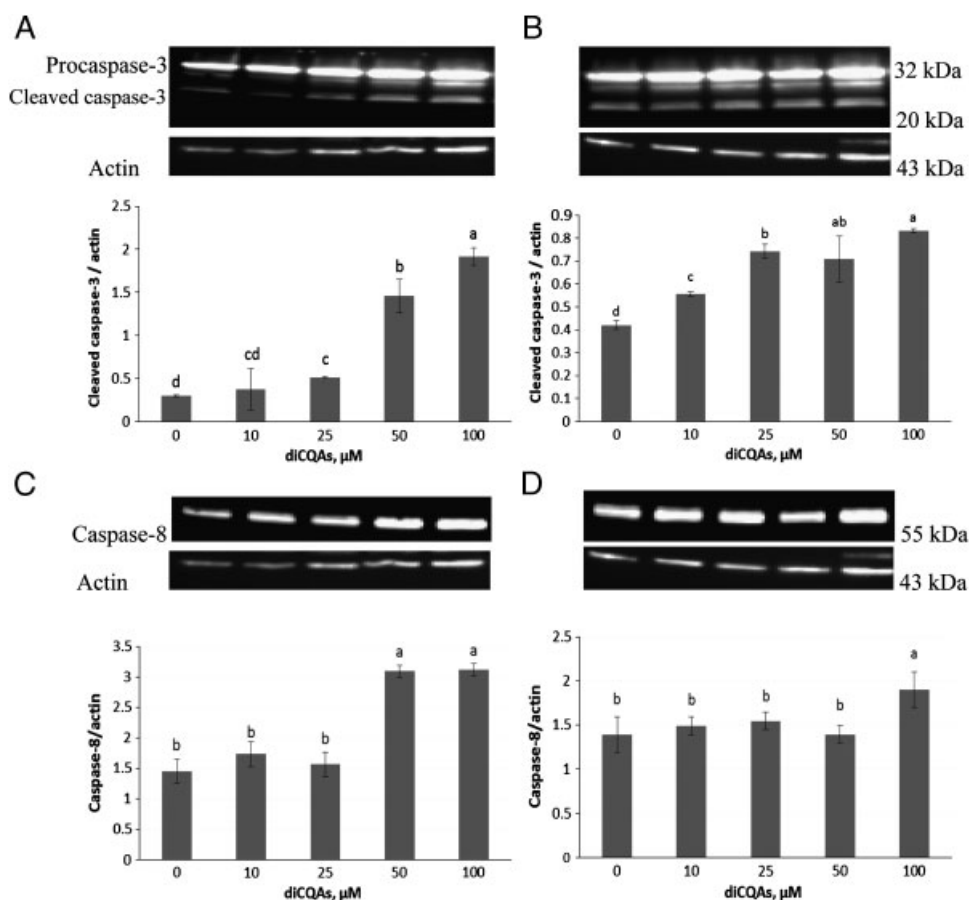 A
Procaspase-3
Cleaved caspase-3
Actin
2.5
2
1.5
1
0.5
0
Cleaved caspase-3 / actin
d
cd
c
b
a
0 10 25 50 100
diCQAs, µM
B
32 kDa
20 kDa
43 kDa
0.9
0.8
0.7
0.6
0.5
0.4
0.3
0.2
0.1
0
Cleaved caspase-3 / actin
d
c
b
ab
a
0 10 25 50 100
diCQAs, µM
C
Caspase-8
Actin
3.5
3
2.5
2
1.5
1
0.5
0
Caspase-8/actin
b
b
b
a
a
0 10 25 50 100
diCQAs, µM
D
55 kDa
43 kDa
2.5
2
1.5
1
0.5
0
Caspase-8/actin
b
b
b
b
a
0 10 25 50 100
diCQAs, µM